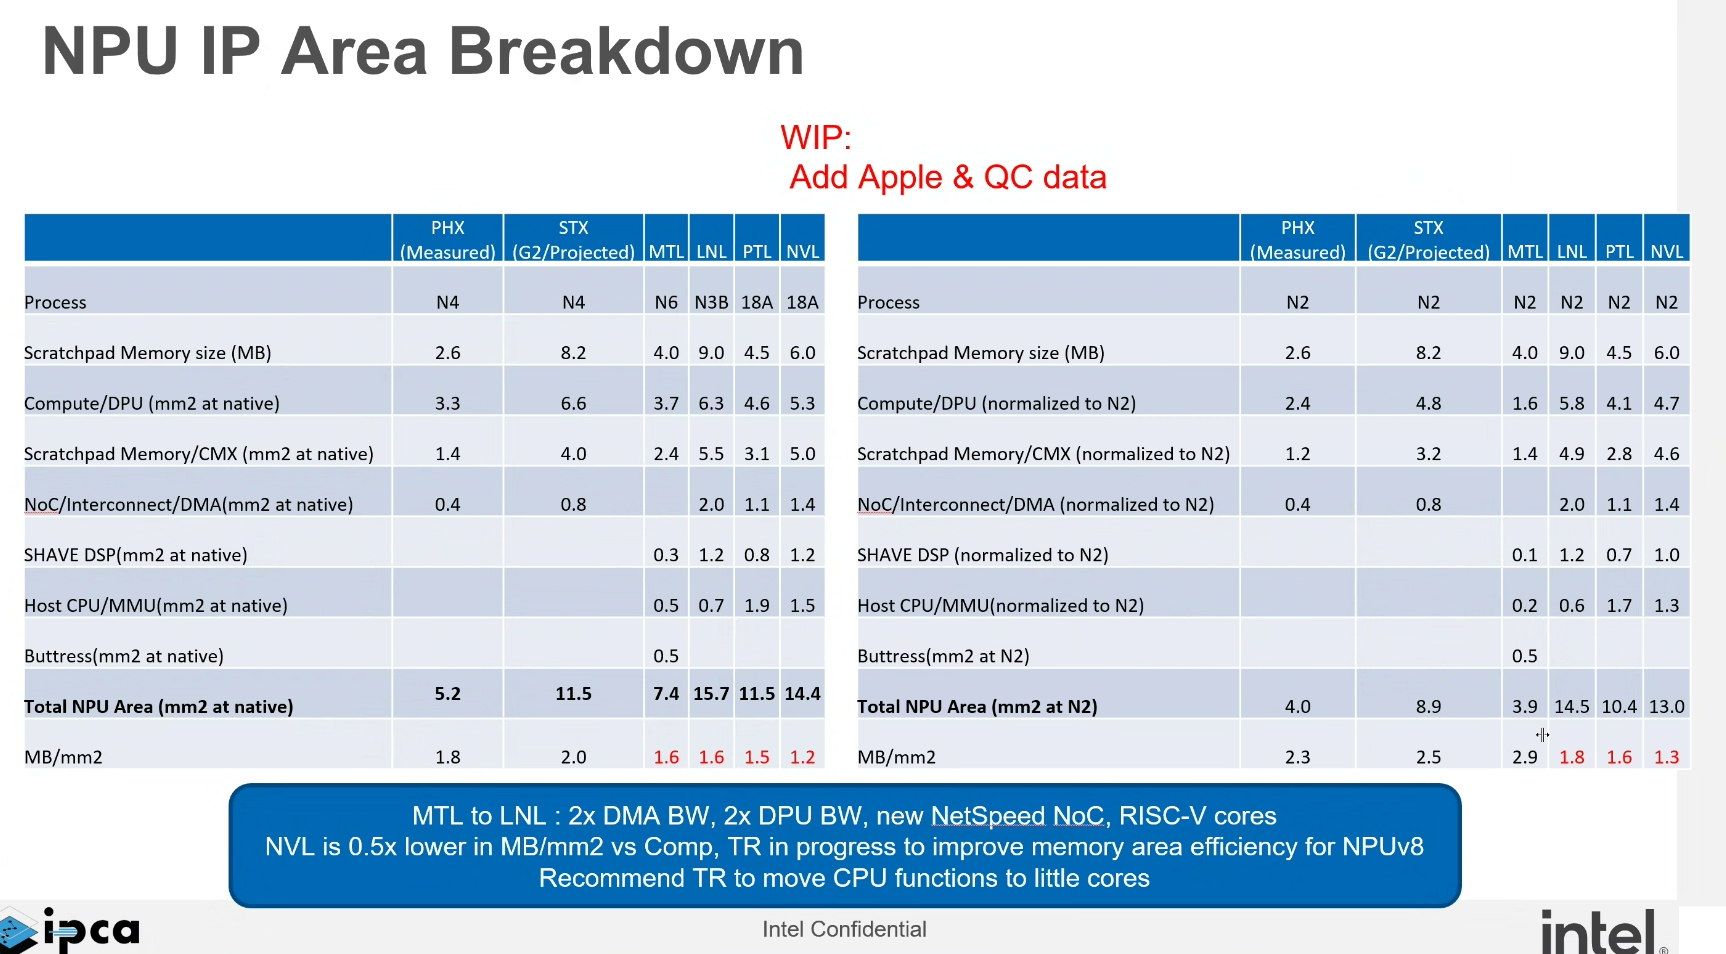 NPU IP Area Breakdown
WIP:
Add Apple & QC data
PHX (Measured) STX (G2/Projected) MTL LNL PTL NVL
Process N4 N4 N6 N3B 18A 18A
Scratchpad Memory size (MB) 2.6 8.2 4.0 9.0 4.5 6.0
Compute/DPU (mm2 at native) 3.3 6.6 3.7 6.3 4.6 5.3
Scratchpad Memory/CMX (mm2 at native) 1.4 4.0 2.4 5.5 3.1 5.0
NoC/Interconnect/DMA(mm2 at native) 0.4 0.8 2.0 1.1 1.4
SHAVE DSP(mm2 at native) 0.3 1.2 0.8 1.2
Host CPU/MMU(mm2 at native) 0.5 0.7 1.9 1.5
Buttress(mm2 at native) 0.5
Total NPU Area (mm2 at native) 5.2 11.5 7.4 15.7 11.5 14.4
MB/mm2 1.8 2.0 1.6 1.6 1.5 1.2
PHX (Measured) STX (G2/Projected) MTL LNL PTL NVL
Process N2 N2 N2 N2 N2 N2
Scratchpad Memory size (MB) 2.6 8.2 4.0 9.0 4.5 6.0
Compute/DPU (normalized to N2) 2.4 4.8 1.6 5.8 4.1 4.7
Scratchpad Memory/CMX (normalized to N2) 1.2 3.2 1.4 4.9 2.8 4.6
NoC/Interconnect/DMA (normalized to N2) 0.4 0.8 2.0 1.1 1.4
SHAVE DSP (normalized to N2) 0.1 1.2 0.7 1.0
Host CPU/MMU(normalized to N2) 0.2 0.6 1.7 1.3
Buttress(mm2 at N2) 0.5
Total NPU Area (mm2 at N2) 4.0 8.9 3.9 14.5 10.4 13.0
MB/mm2 2.3 2.5 2.9 1.8 1.6 1.3
MTL to LNL : 2x DMA BW, 2x DPU BW, new NetSpeed NoC, RISC-V cores
NVL is 0.5x lower in MB/mm2 vs Comp, TR in progress to improve memory area efficiency for NPUv8
Recommend TR to move CPU functions to little cores
ipca
Intel Confidential
intel®